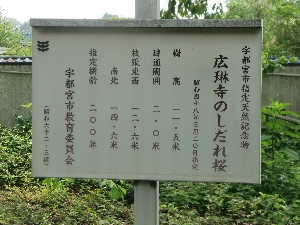 宇都宮市指定天然記念物
広琳寺のしだれ桜
昭和四十八年三月二〇日指定
樹高 一一・五米
目通周囲 二・〇米
枝張東西 一二・六米
南北 一四・六米
推定樹齢 二〇〇年
宇都宮市教育委員会